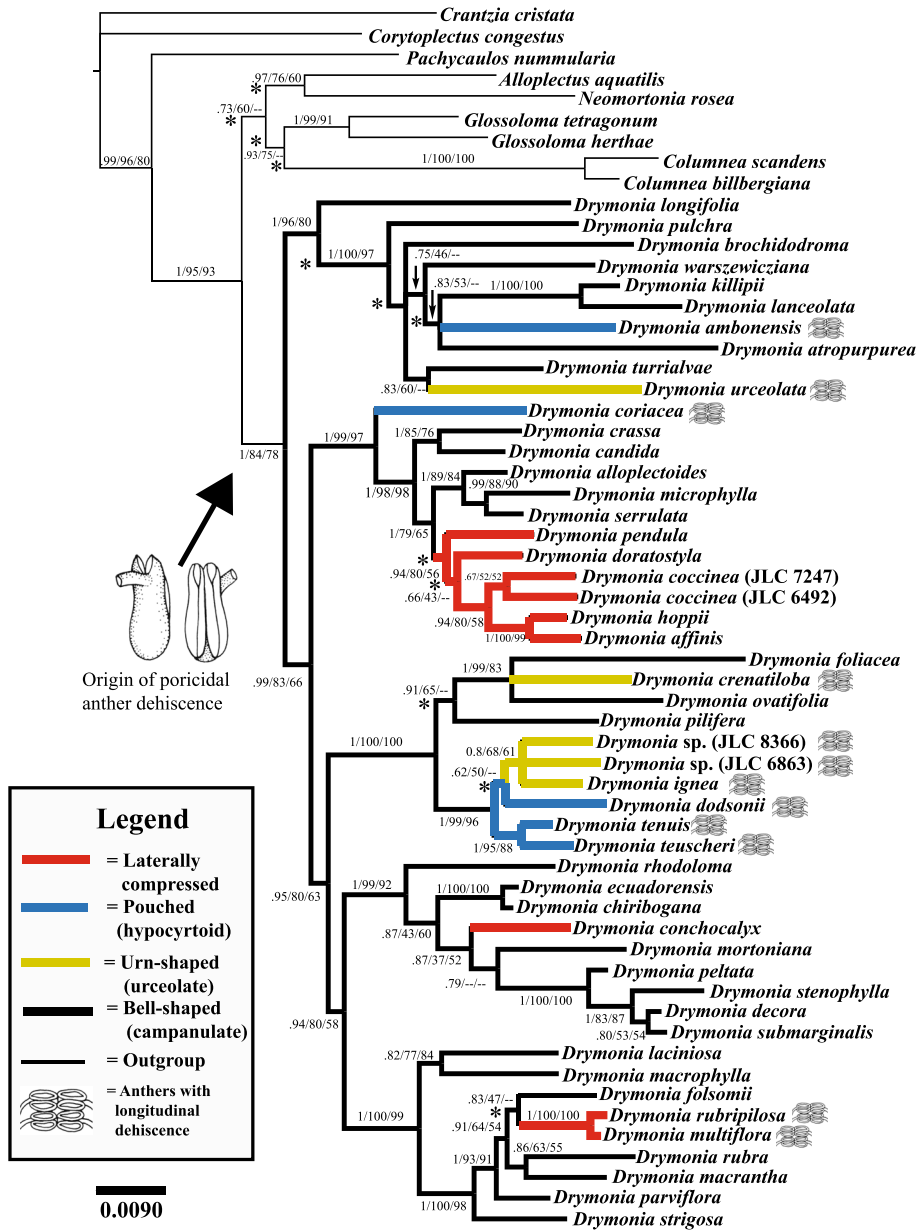 Crantzia cristata
Corytoplectus congestus
Pachycaulos nummularia
.97/76/60
Alloplectus aquatilis
*
Neomortonia rosea
.73/60/--
*
1/99/91
Glossoloma tetragonum
*
Glossoloma herthae
.93/75/--
*
.99/96/80
1/100/100
Columnea scandens
Columnea billbergiana
1/96/80
Drymonia longifolia
Drymonia pulchra
1/100/97
*
Drymonia brochidodroma
.75/46/--
Drymonia warszewicziana
1/95/93
.83/53/--
1/100/100
Drymonia killipii
*
Drymonia lanceolata
*
Drymonia ambonensis
Drymonia atropurpurea
Drymonia turrialvae
.83/60/--
Drymonia urceolata
Drymonia coriacea
1/84/78
1/99/97
1/85/76
Drymonia crassa
Drymonia candida
1/89/84
Drymonia alloplectoides
1/98/98
.99/88/90
Drymonia microphylla
Drymonia serrulata
1/79/65
Drymonia pendula
*
Drymonia doratostyla
.94/80/56
*
.67/52/52
Drymonia coccinea (JLC 7247)
.66/43/--
Drymonia coccinea (JLC 6492)
.94/80/58
Drymonia hoppii
1/100/99
Drymonia affinis
Origin of poricidal
anther dehiscence
.99/83/66
1/99/83
Drymonia foliacea
.91/65/--
Drymonia crenatiloba
*
Drymonia ovatifolia
Drymonia pilifera
1/100/100
0.8/68/61
Drymonia sp. (JLC 8366)
.62/50/--
Drymonia sp. (JLC 6863)
*
Drymonia ignea
Drymonia dodsonii
1/99/96
Drymonia tenuis
1/95/88
Drymonia teuscheri
.95/80/63
1/99/92
Drymonia rhodoloma
1/100/100
Drymonia ecuadorensis
Drymonia chiribogana
.87/43/60
Drymonia conchocalyx
.87/37/52
Drymonia mortoniana
.79/--/--
Drymonia peltata
1/100/100
Drymonia stenophylla
1/83/87
Drymonia decora
.80/53/54
Drymonia submarginalis
.94/80/58
.82/77/84
Drymonia laciniosa
Drymonia macrophylla
1/100/99
.83/47/--
Drymonia folsomii
*
1/100/100
Drymonia rubripilosa
.91/64/54
Drymonia multiflora
.86/63/55
Drymonia rubra
1/93/91
Drymonia macrantha
Drymonia parviflora
1/100/98
Drymonia strigosa
Legend
= Laterally
compressed
= Pouched
(hypocyrtoid)
= Urn-shaped
(urceolate)
= Bell-shaped
(campanulate)
= Outgroup
= Anthers with
longitudinal
dehiscence
0.0090